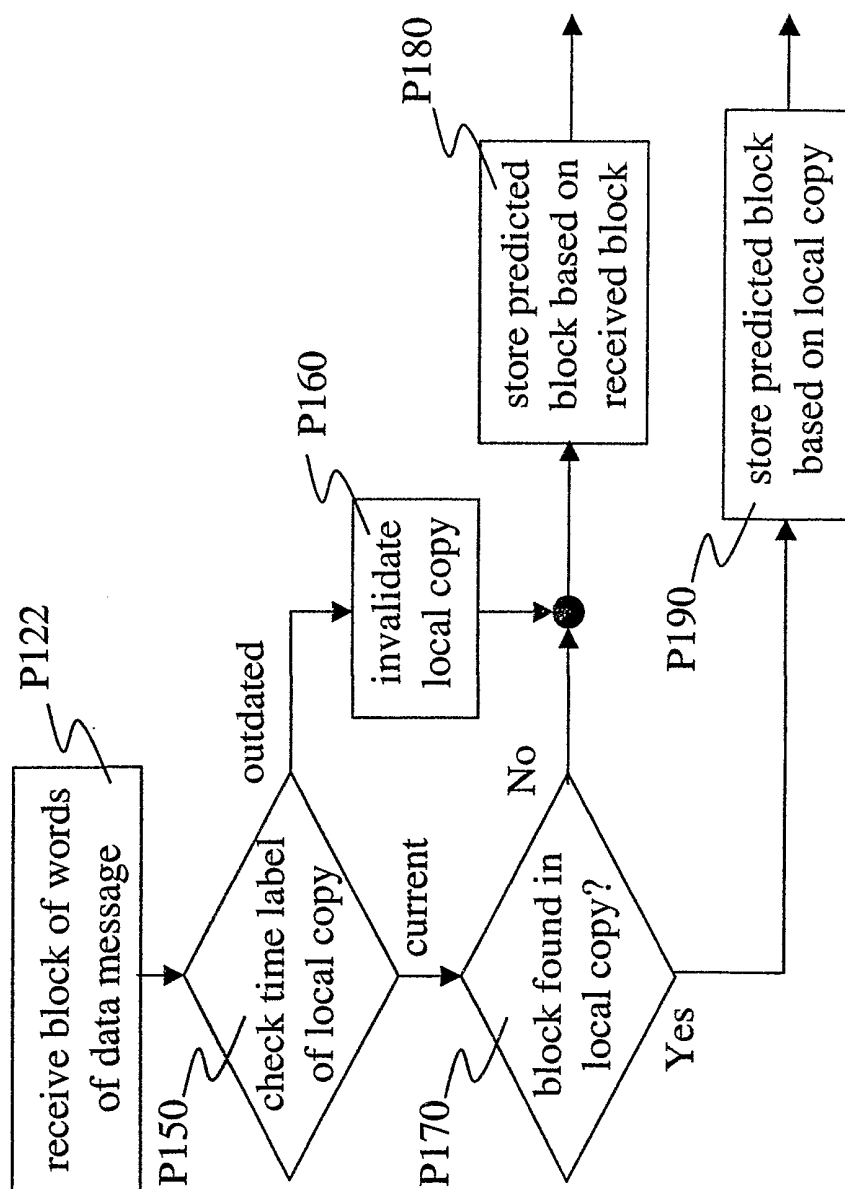 receive block of words
of data message
P122
P150
check time label
of local copy
outdated
current
P160
invalidate
local copy
P170
block found in
local copy?
No
Yes
P180
store predicted
block based on
received block
P190
store predicted block
based on local copy